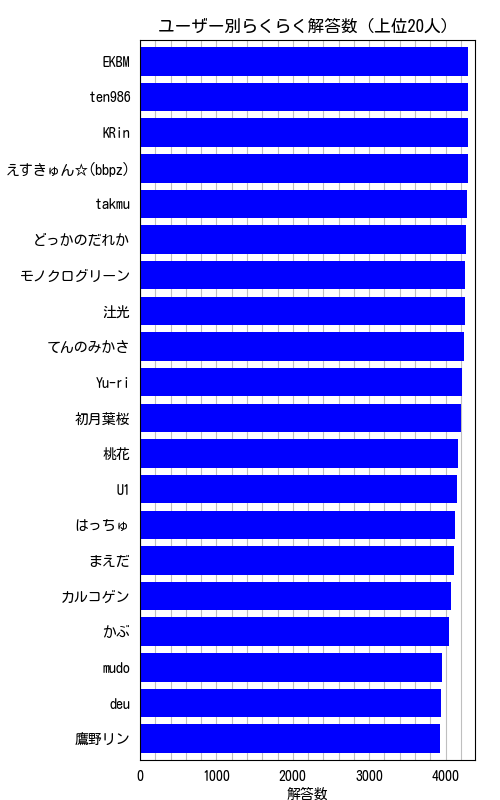 ユーザー別らくらく解答数（上位20人）
EKBM
ten986
KRin
えすきゅん☆(bbpz)
takmu
どっかのだれか
モノクログリーン
辻光
てんのみかさ
Yu-ri
初月葉桜
桃花
U1
はっちゅ
まえだ
カルコゲン
かぶ
mudo
deu
鷹野リン
0 1000 2000 3000 4000
解答数